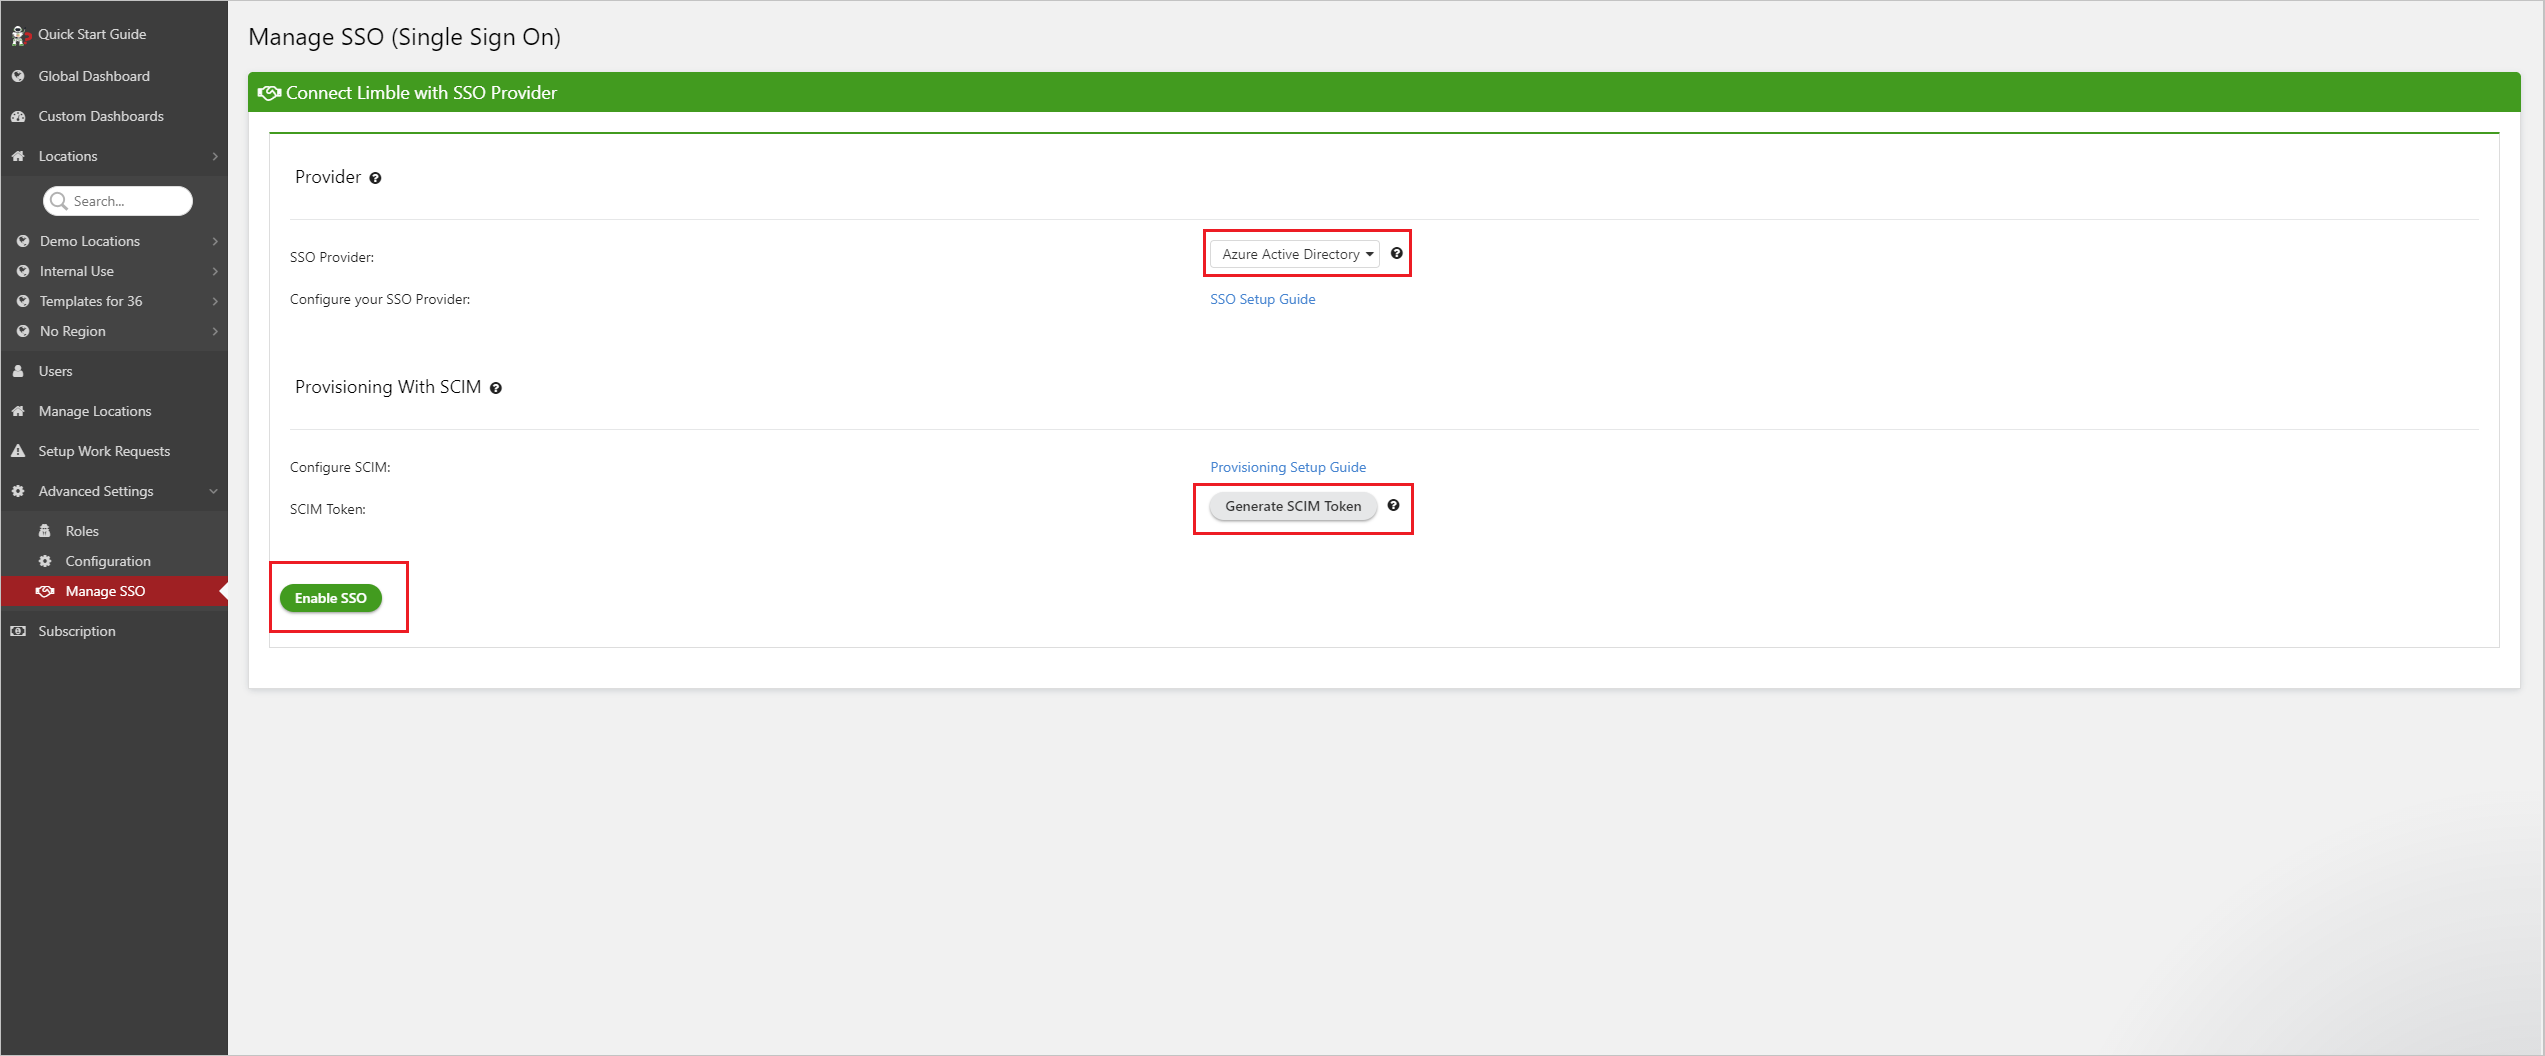 Quick Start Guide
Global Dashboard
Custom Dashboards
Locations
Search...
Demo Locations
Internal Use
Templates for 36
No Region
Users
Manage Locations
Setup Work Requests
Advanced Settings
Roles
Configuration
Manage SSO
Subscription
Manage SSO (Single Sign On)
Connect Limble with SSO Provider
Provider
SSO Provider:
Azure Active Directory
Configure your SSO Provider:
SSO Setup Guide
Provisioning With SCIM
Configure SCIM:
Provisioning Setup Guide
SCIM Token:
Generate SCIM Token
Enable SSO